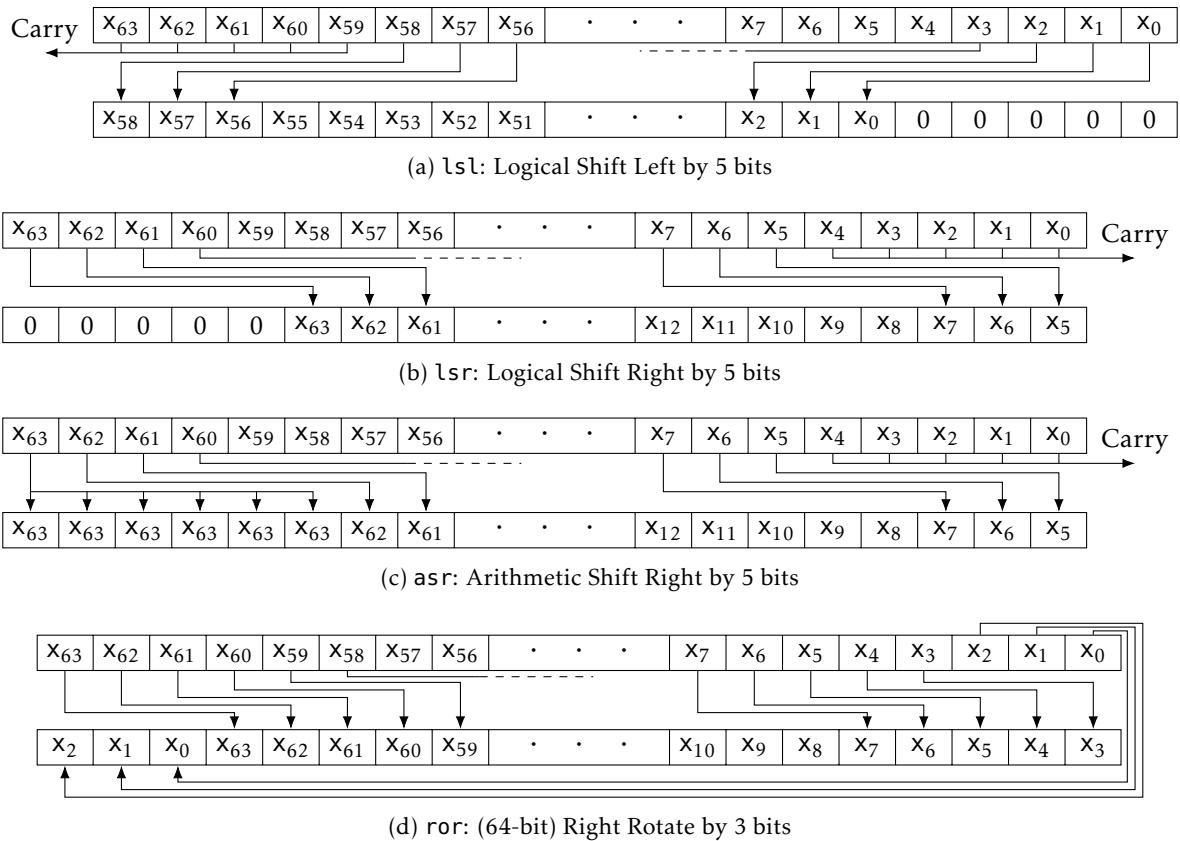 Carry x63 x62 x61 x60 x59 x58 x57 x56 · · · x7 x6 x5 x4 x3 x2 x1 x0
x58 x57 x56 x55 x54 x53 x52 x51 · · · x2 x1 x0 0 0 0 0 0
(a) lsl: Logical Shift Left by 5 bits
x63 x62 x61 x60 x59 x58 x57 x56 · · · x7 x6 x5 x4 x3 x2 x1 x0 Carry
0 0 0 0 0 x63 x62 x61 · · · x12 x11 x10 x9 x8 x7 x6 x5
(b) lsr: Logical Shift Right by 5 bits
x63 x62 x61 x60 x59 x58 x57 x56 · · · x7 x6 x5 x4 x3 x2 x1 x0 Carry
x63 x63 x63 x63 x63 x63 x62 x61 · · · x12 x11 x10 x9 x8 x7 x6 x5
(c) asr: Arithmetic Shift Right by 5 bits
x63 x62 x61 x60 x59 x58 x57 x56 · · · x7 x6 x5 x4 x3 x2 x1 x0
x2 x1 x0 x63 x62 x61 x60 x59 · · · x10 x9 x8 x7 x6 x5 x4 x3
(d) ror: (64-bit) Right Rotate by 3 bits